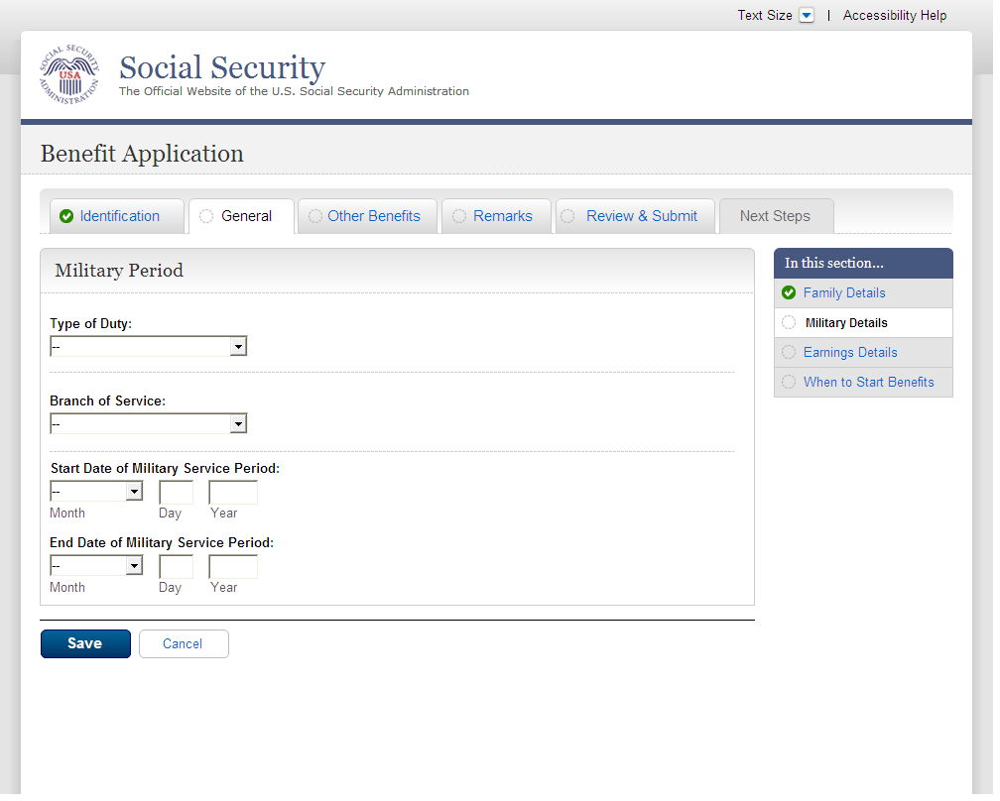 Text Size | Accessibility Help
SOCIAL SECURITY ADMINISTRATION
USA
Social Security
The Official Website of the U.S. Social Security Administration
Benefit Application
Identification General Other Benefits Remarks Review & Submit Next Steps
Military Period
Type of Duty:
--
Branch of Service:
--
Start Date of Military Service Period:
--
Month Day Year
End Date of Military Service Period:
--
Month Day Year
Save Cancel
In this section...
Family Details
Military Details
Earnings Details
When to Start Benefits